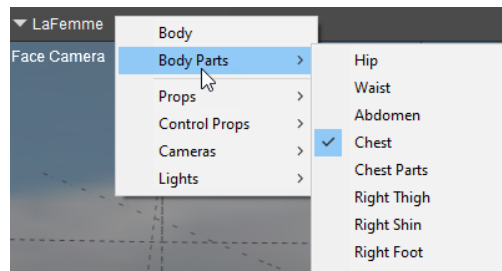 LaFemme
Face Camera
Body
Body Parts
Props
Control Props
Cameras
Lights
Hip
Waist
Abdomen
Chest
Chest Parts
Right Thigh
Right Shin
Right Foot